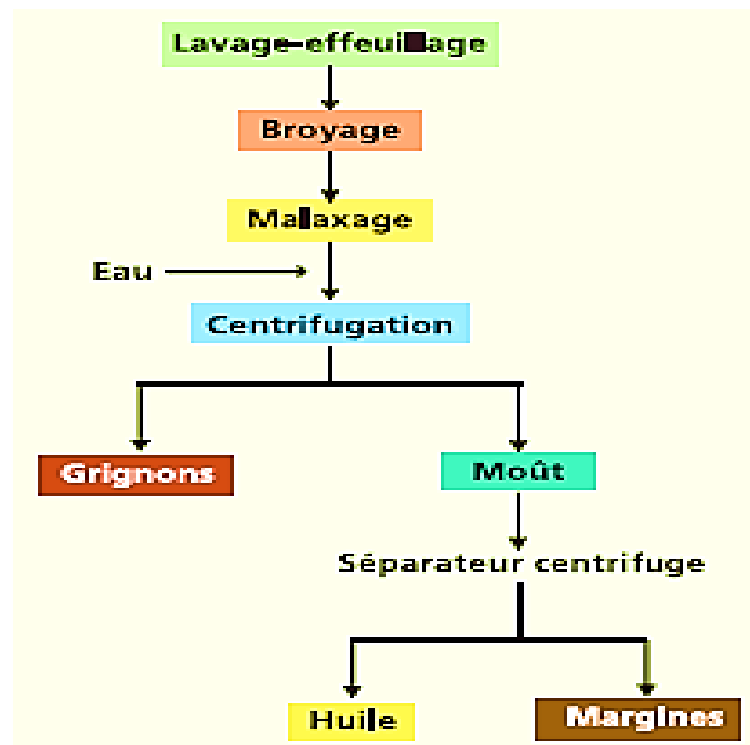 Lavage-effeuillage
Broyage
Malaxage
Eau
Centrifugation
Grignons
Moût
Séparateur centrifuge
Huile
Margines